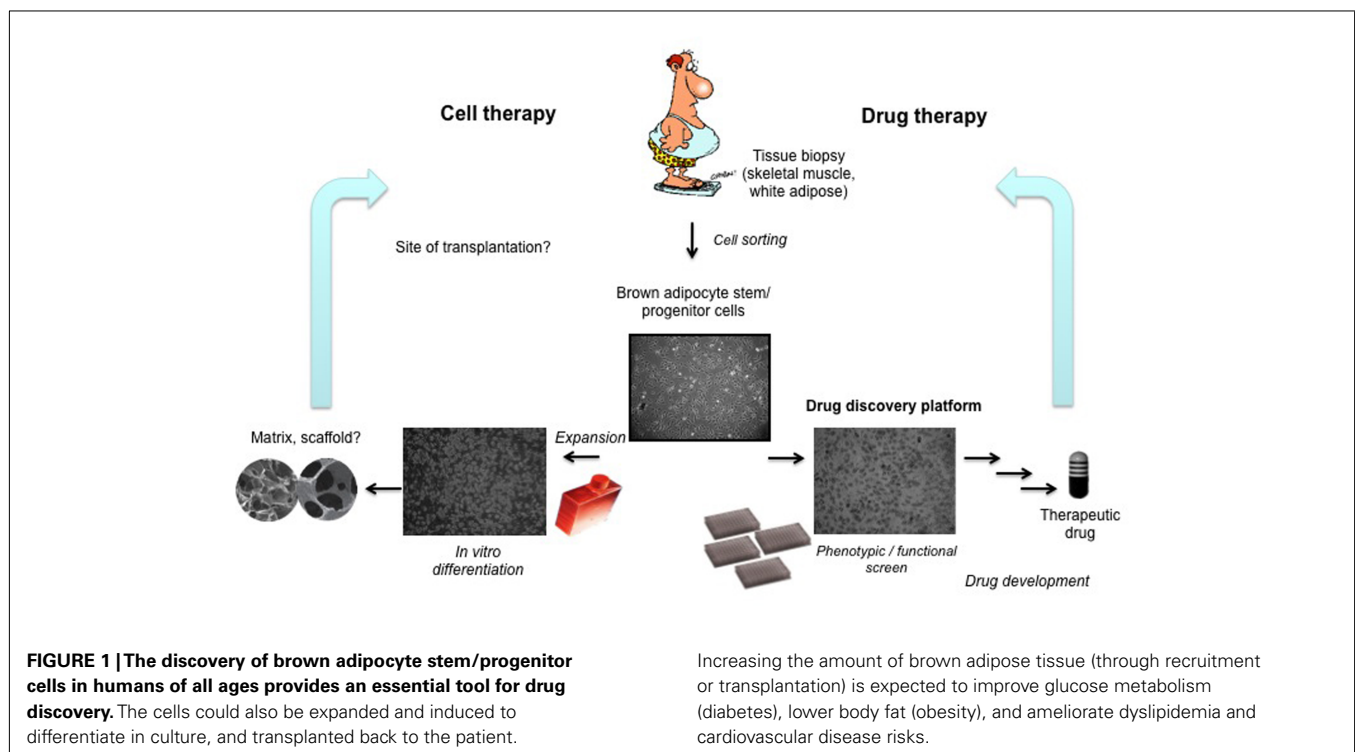 Cell therapy
Drug therapy
Tissue biopsy
(skeletal muscle,
white adipose)
Cell sorting
Site of transplantation?
Brown adipocyte stem/
progenitor cells
Drug discovery platform
Matrix, scaffold?
Expansion
In vitro
differentiation
Phenotypic / functional
screen
Therapeutic
drug
Drug development
FIGURE 1 | The discovery of brown adipocyte stem/progenitor
cells in humans of all ages provides an essential tool for drug
discovery. The cells could also be expanded and induced to
differentiate in culture, and transplanted back to the patient.
Increasing the amount of brown adipose tissue (through recruitment
or transplantation) is expected to improve glucose metabolism
(diabetes), lower body fat (obesity), and ameliorate dyslipidemia and
cardiovascular disease risks.